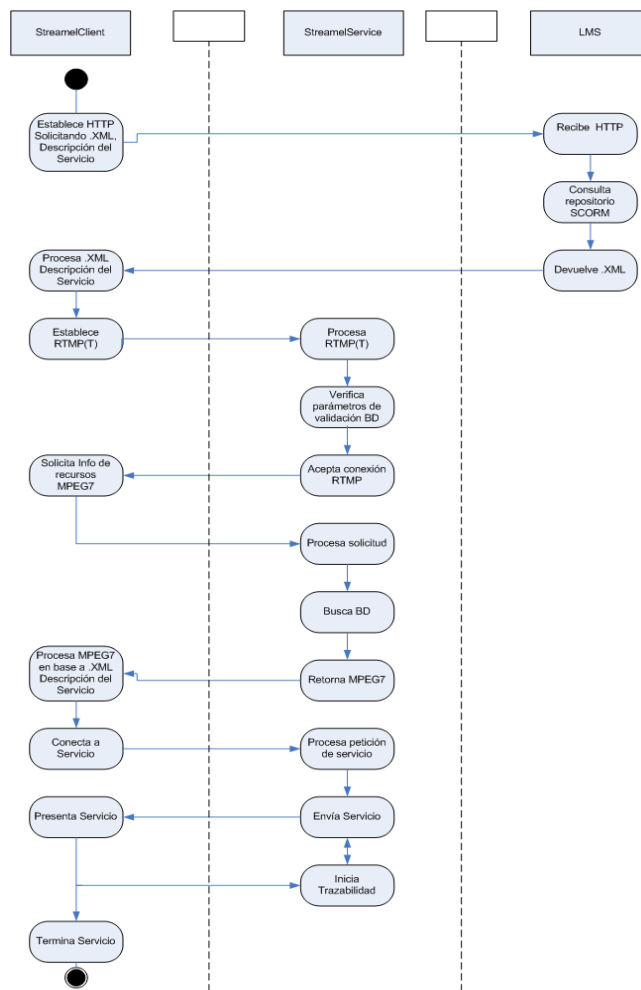 StreamelClient
StreamelService
LMS
Establece HTTP
Solicitando .XML,
Descripción del
Servicio
Recibe HTTP
Consulta
repositorio
SCORM
Devuelve .XML
Procesa .XML
Descripción del
Servicio
Establece
RTMP(T)
Procesa
RTMP(T)
Verifica
parámetros de
validación BD
Acepta conexión
RTMP
Solicita Info de
recursos
MPEG7
Procesa solicitud
Busca BD
Retorna MPEG7
Procesa MPEG7
en base a .XML
Descripción del
Servicio
Conecta a
Servicio
Procesa petición
de servicio
Envía Servicio
Presenta Servicio
Inicia
Trazabilidad
Termina Servicio